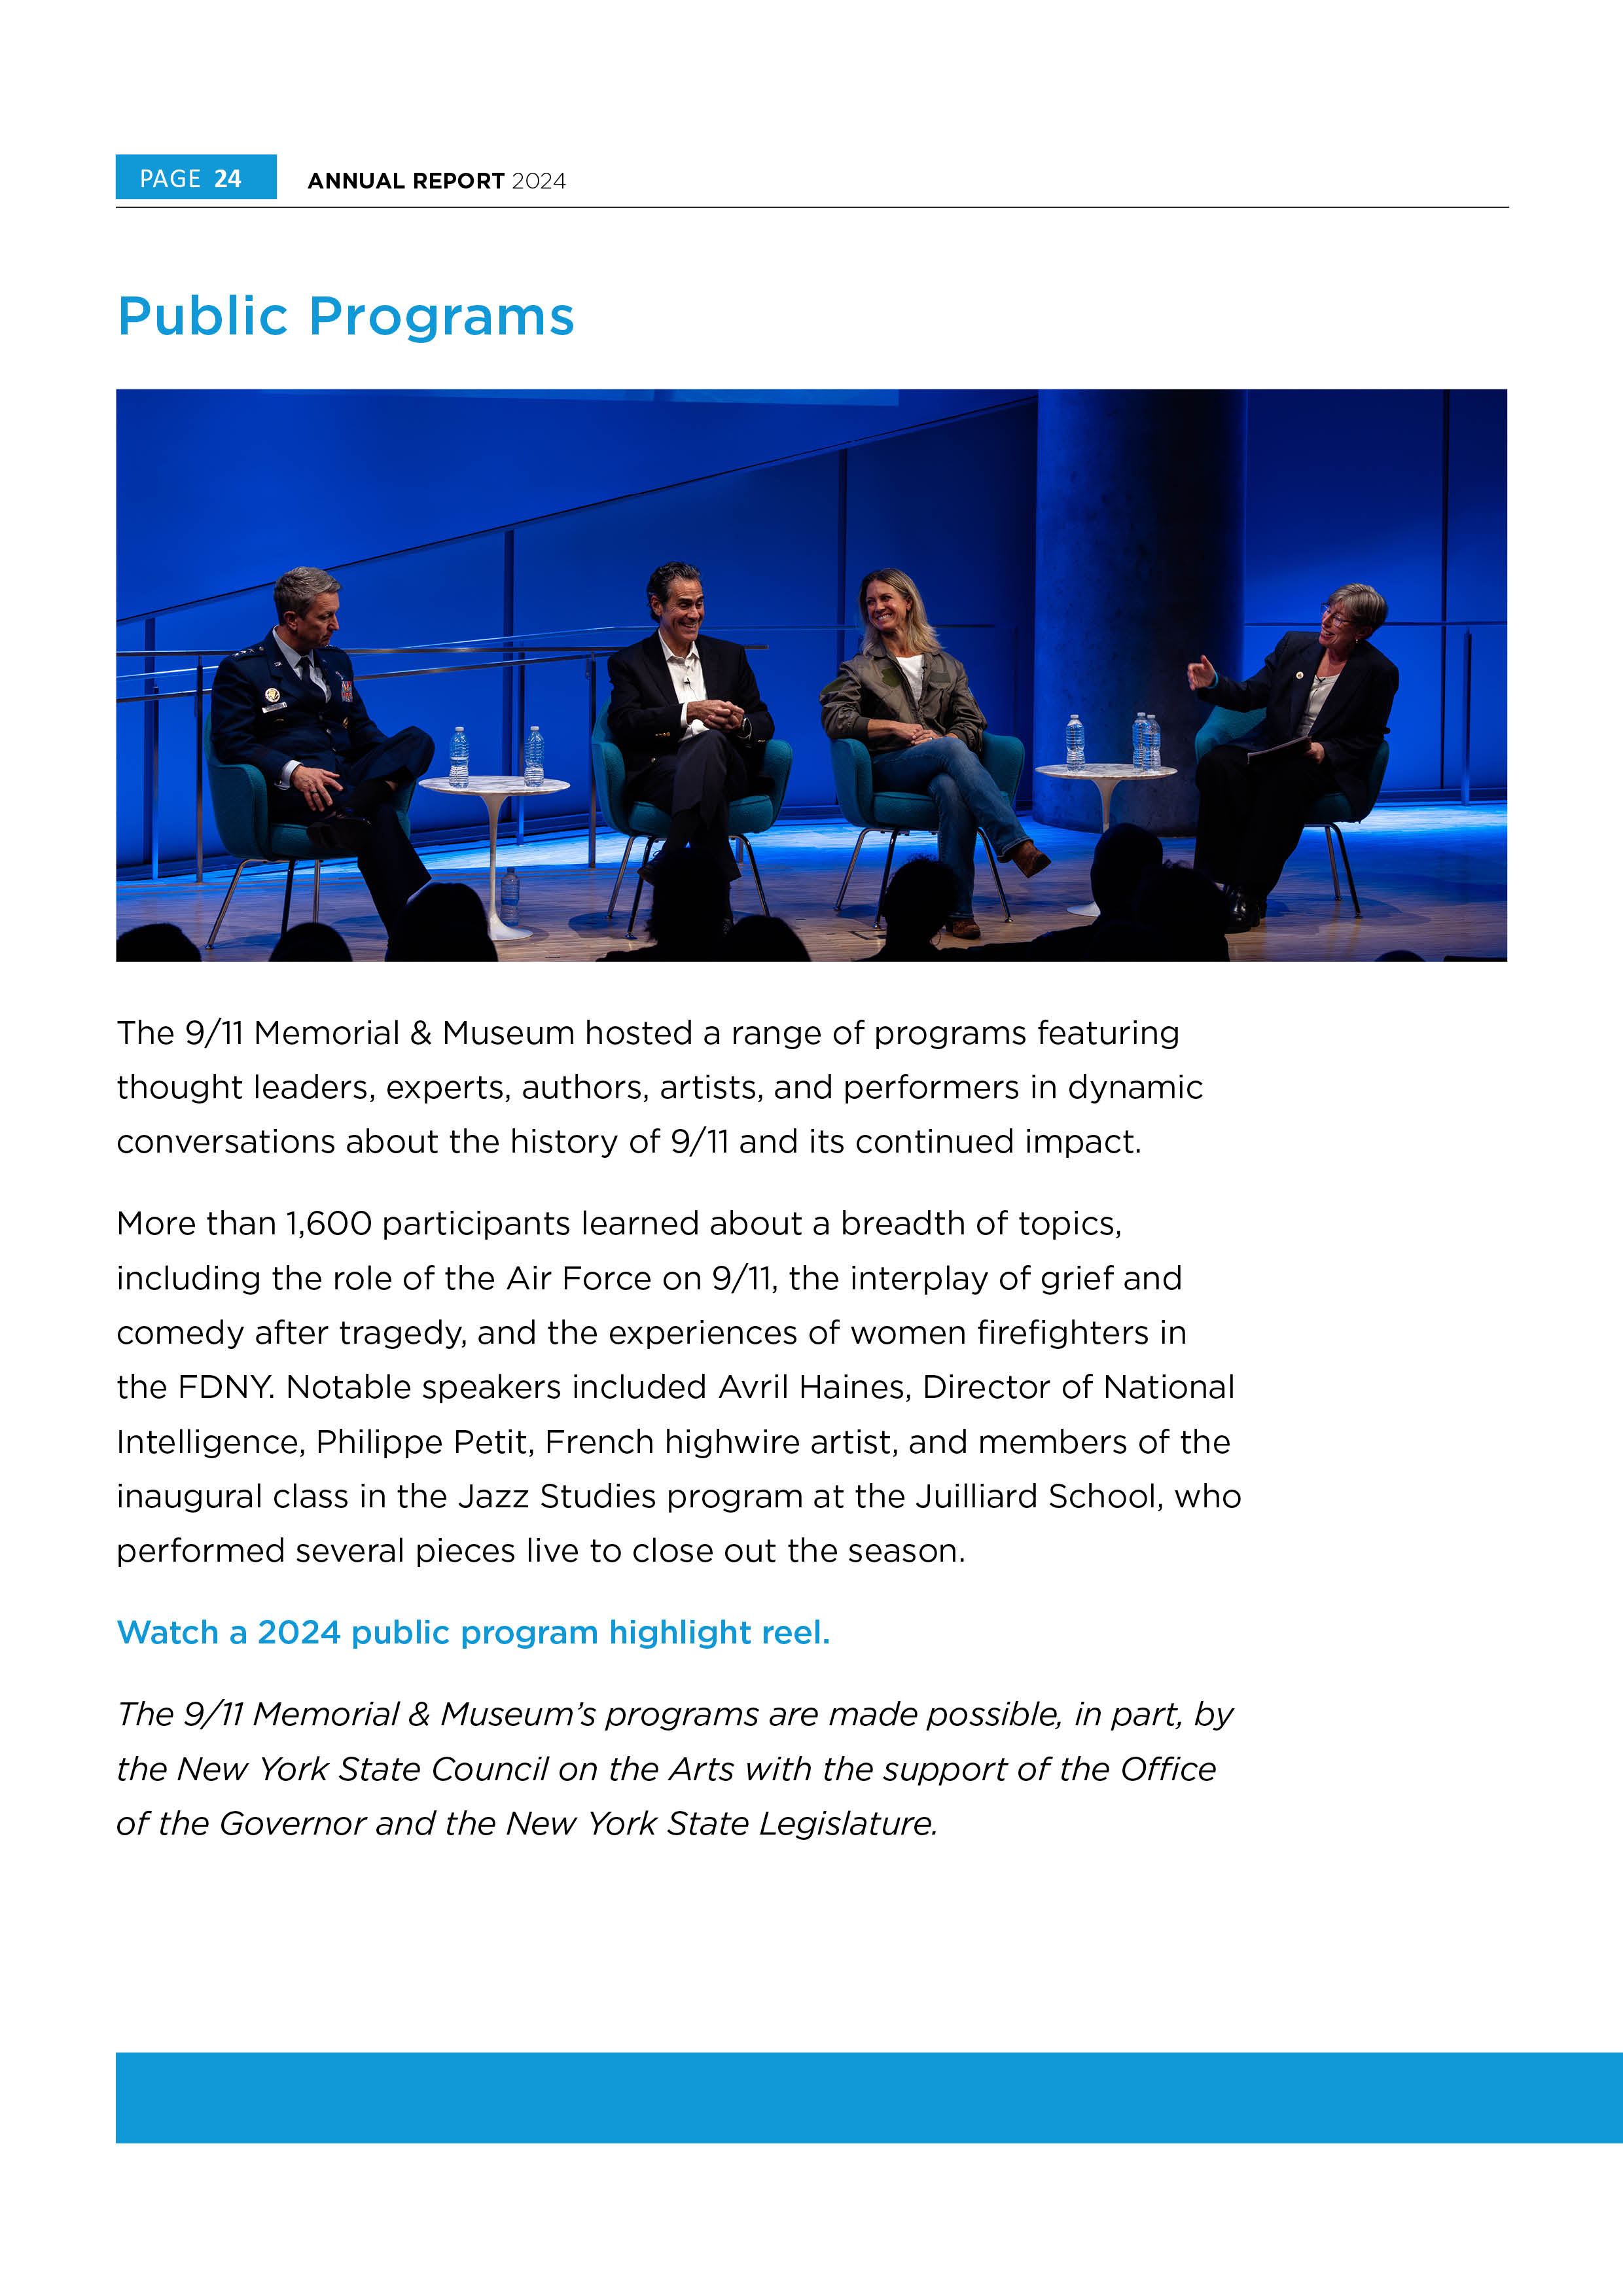 PAGE 24 ANNUAL REPORT 2024
Public Programs
The 9/11 Memorial & Museum hosted a range of programs featuring
thought leaders, experts, authors, artists, and performers in dynamic
conversations about the history of 9/11 and its continued impact.
More than 1,600 participants learned about a breadth of topics,
including the role of the Air Force on 9/11, the interplay of grief and
comedy after tragedy, and the experiences of women firefighters in
the FDNY. Notable speakers included Avril Haines, Director of National
Intelligence, Philippe Petit, French highwire artist, and members of the
inaugural class in the Jazz Studies program at the Juilliard School, who
performed several pieces live to close out the season.
Watch a 2024 public program highlight reel.
The 9/11 Memorial & Museum’s programs are made possible, in part, by
the New York State Council on the Arts with the support of the Office
of the Governor and the New York State Legislature.